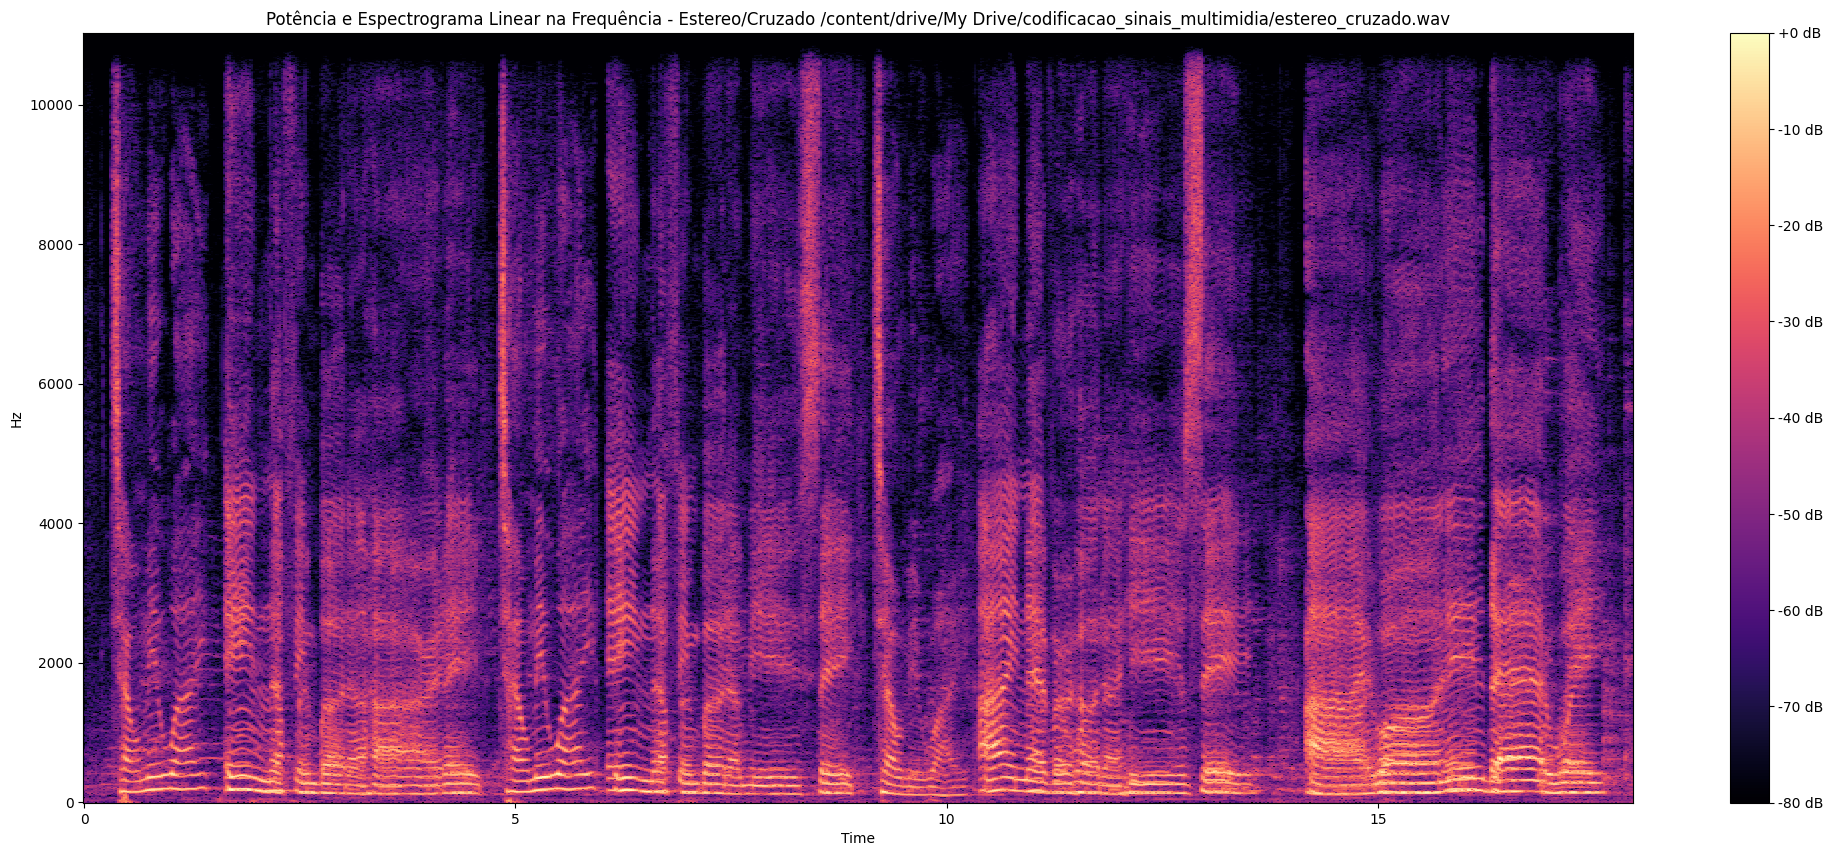 Potência e Espectrograma Linear na Frequência - Estereo/Cruzado /content/drive/My Drive/codificacao_sinais_multimidia/estereo_cruzado.wav
10000
8000
6000
4000
2000
0
Hz
0
5
10
15
Time
+0 dB
-10 dB
-20 dB
-30 dB
-40 dB
-50 dB
-60 dB
-70 dB
-80 dB